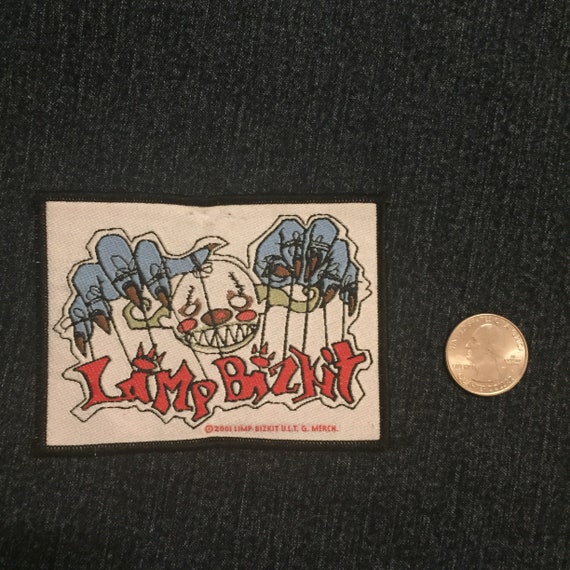 Limp Bizkit
© 2001 LIMP BIZKIT U.L.T. G. MERCH.